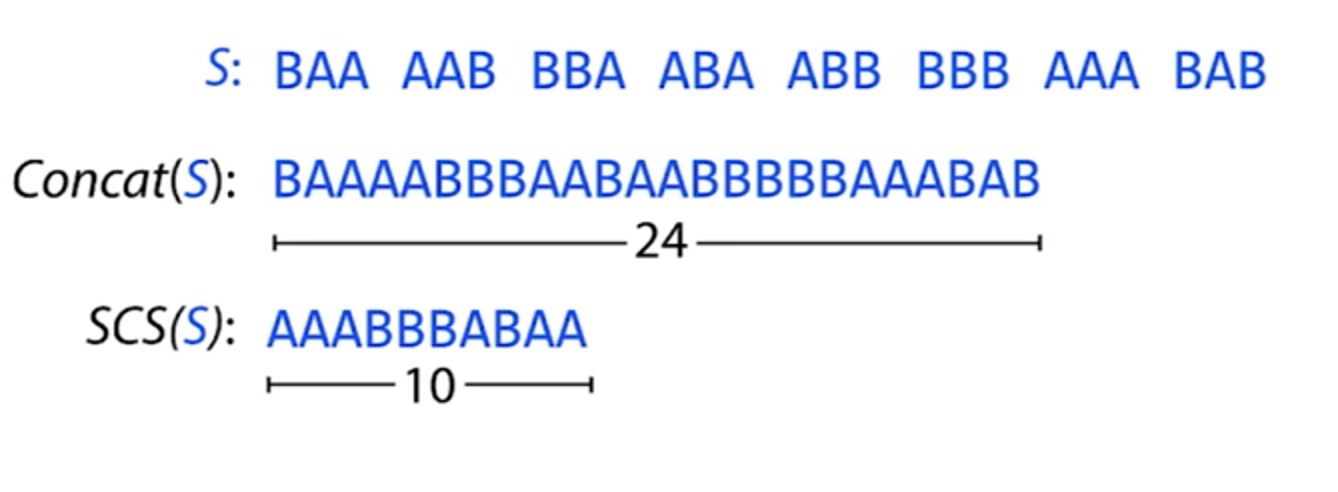 S: BAA AAB BBA ABA ABB BBB AAA BAB
Concat(S): BAAAABBBAABAABBBBBAAABAB
24
SCS(S): AAABBBABAA
10